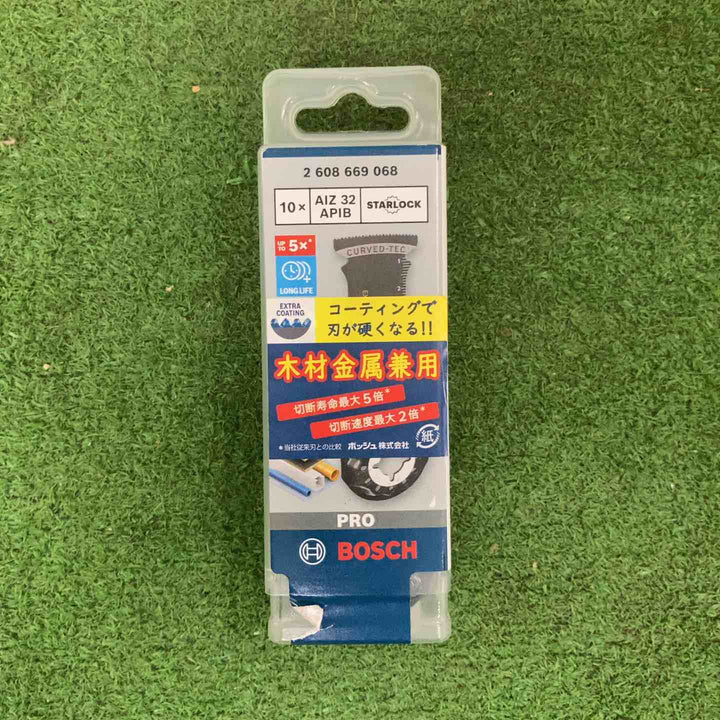 2 608 669 068
10×
AIZ 32
APIB
STARLOCK
UP TO 5×*
LONG LIFE
CURVED-TEC
EXTRA
COATING
コーティングで
刃が硬くなる!!
木材金属兼用
切断寿命最大5倍*
切断速度最大2倍*
*当社従来刃との比較 ボッシュ株式会社
紙
PRO
BOSCH